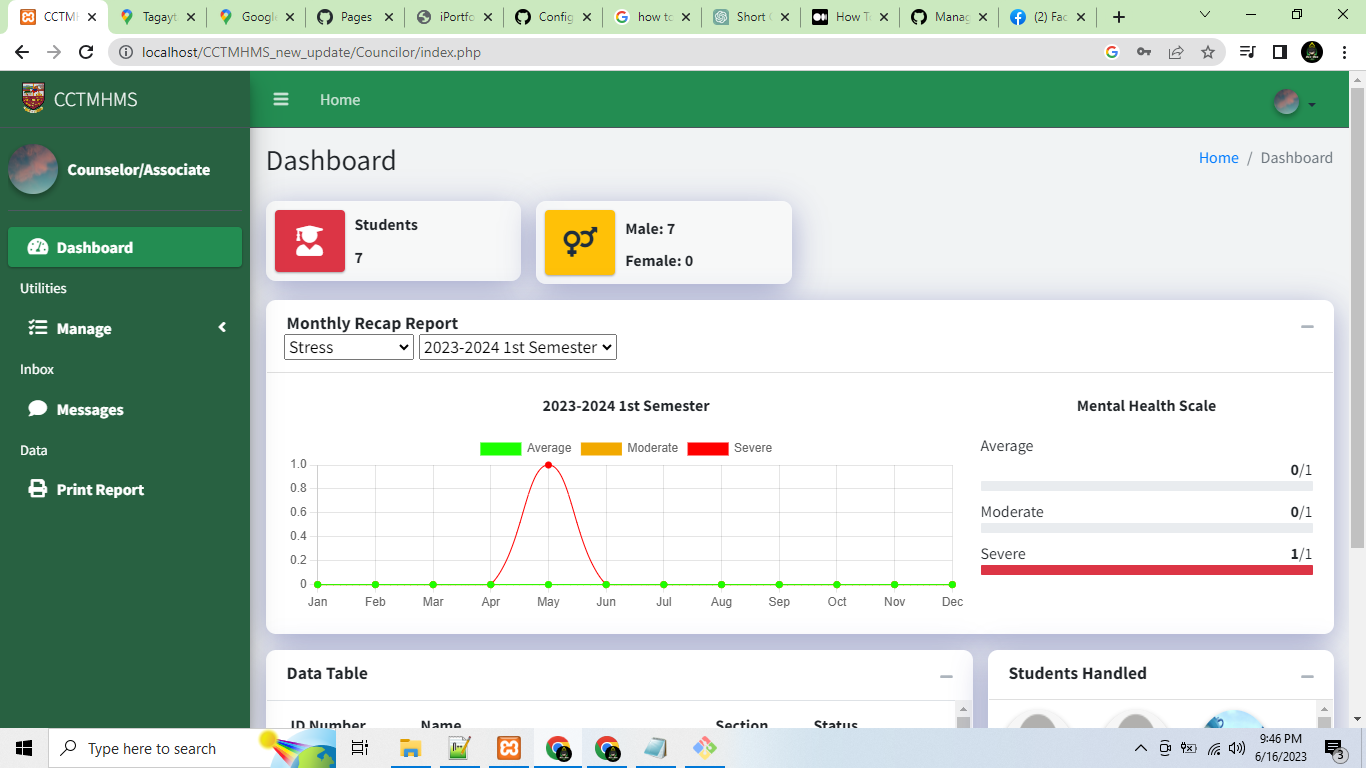 CCTM
Tagayt
Google
Pages
iPortfo
Config
how to
Short
How T
Manag
(2) Fac
localhost/CCTMHMS_new_update/Councilor/index.php
CCTMHMS
Home
Counselor/Associate
Dashboard
Home / Dashboard
Students
7
Male: 7
Female: 0
Dashboard
Utilities
Manage
Inbox
Messages
Data
Print Report
Monthly Recap Report
Stress 2023-2024 1st Semester
2023-2024 1st Semester
Average Moderate Severe
1.0
0.8
0.6
0.4
0.2
0
Jan Feb Mar Apr May Jun Jul Aug Sep Oct Nov Dec
Mental Health Scale
Average
0/1
Moderate 0/1
Severe 1/1
Data Table
ID Number Name Section Status
Students Handled
Type here to search
9:46 PM
6/16/2023
3